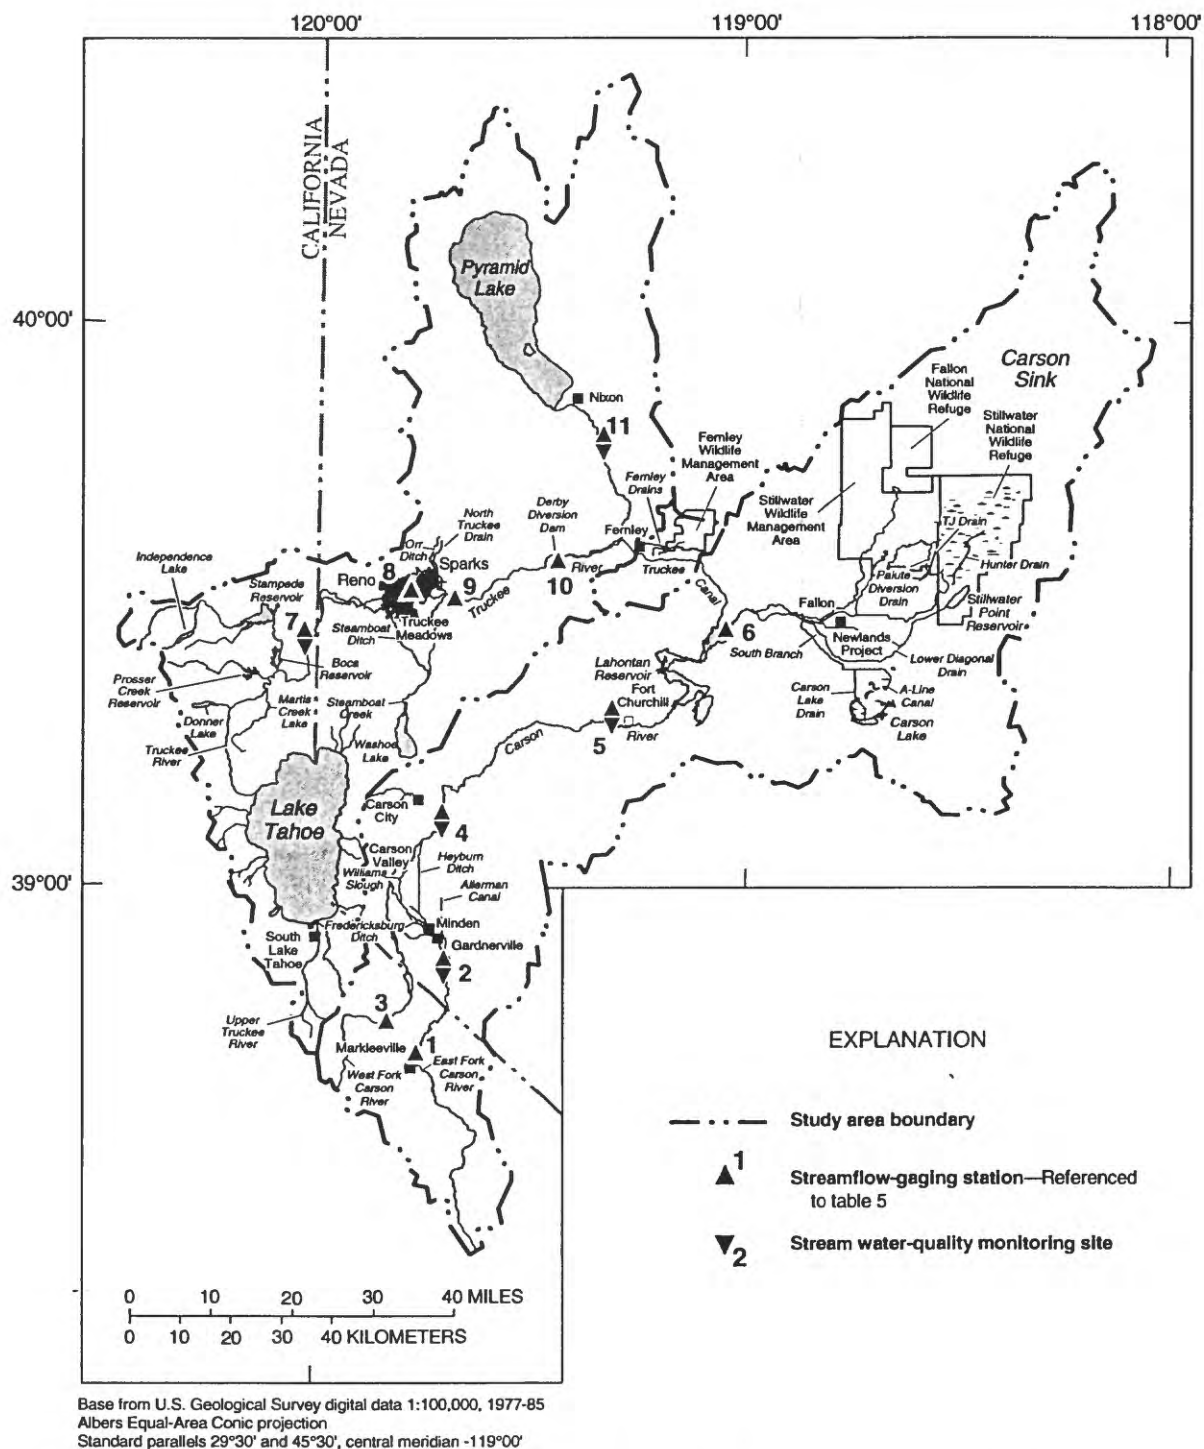 120°00'
119°00'
118°00'
CALIFORNIA
NEVADA
Pyramid
Lake
40°00'
Carson
Sink
Fallon
National
Wildlife
Refuge
Stillwater
National
Wildlife
Refuge
Nixon
11
Fernley
Wildlife
Management
Area
Fernley
Drains
Stillwater
Wildlife
Management
Area
TJ Drain
Derby
Diversion
Dam
North
Truckee
Drain
Orr
Ditch
Independence
Lake
Stampede
Reservoir
Reno
8
Sparks
9
Truckee
River
10
Fernley
Truckee
Canal
Paiute
Diversion
Drain
Hunter Drain
Stillwater
Point
Reservoir
7
Truckee
Meadows
Steamboat
Ditch
Fallon
6
South Branch
Newlands
Project
Lower Diagonal
Drain
Boca
Reservoir
Prosser
Creek
Reservoir
Martis
Creek
Lake
Steamboat
Creek
Lahontan
Reservoir
Fort
Churchill
Carson
Lake
Drain
A-Line
Canal
Carson
Lake
Donner
Lake
Truckee
River
Washoe
Lake
Carson
River
5
Lake
Tahoe
Carson
City
4
Carson
Valley
Heyburn
Ditch
39°00'
Williams
Slough
Allerman
Canal
Fredericksburg
Ditch
Minden
South
Lake
Tahoe
Gardnerville
2
3
Upper
Truckee
River
Markleeville
1
West Fork
Carson
River
East Fork
Carson
River
EXPLANATION
Study area boundary
1
Streamflow-gaging station—Referenced
to table 5
2
Stream water-quality monitoring site
0 10 20 30 40 MILES
0 10 20 30 40 KILOMETERS
Base from U.S. Geological Survey digital data 1:100,000, 1977-85
Albers Equal-Area Conic projection
Standard parallels 29°30' and 45°30', central meridian -119°00'